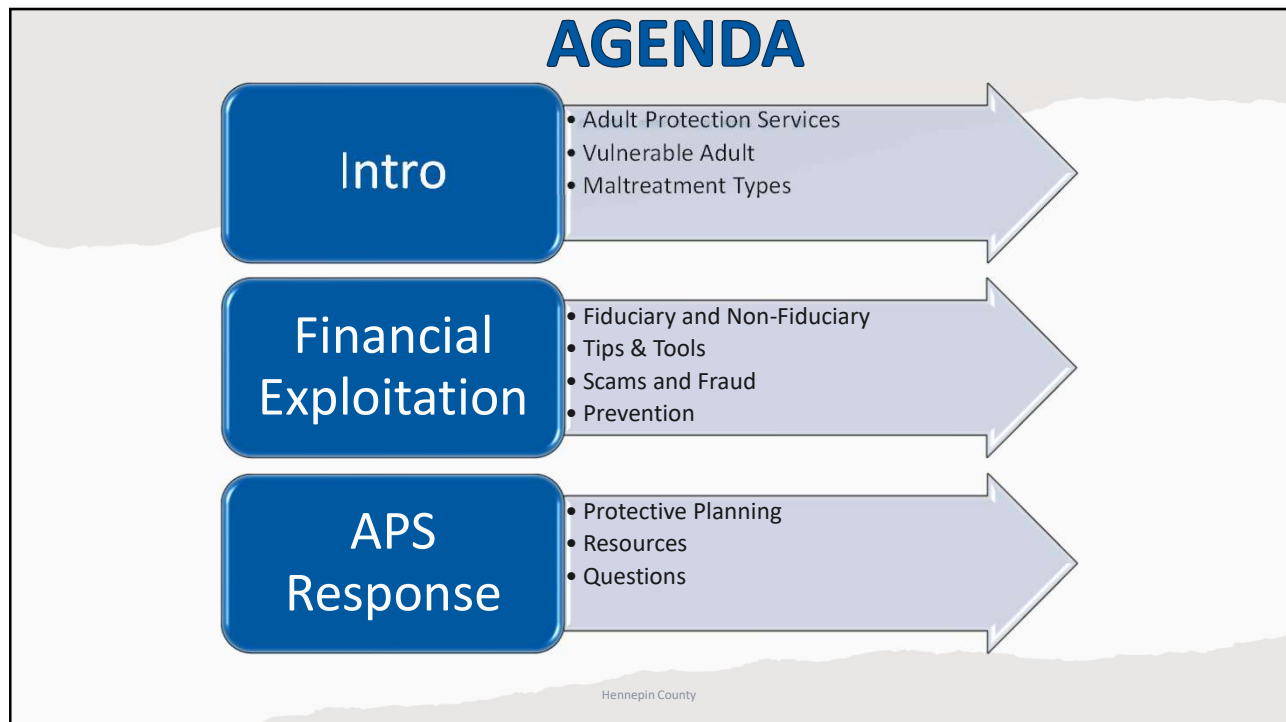 AGENDA
Intro
• Adult Protection Services
• Vulnerable Adult
• Maltreatment Types
Financial
Exploitation
• Fiduciary and Non-Fiduciary
• Tips & Tools
• Scams and Fraud
• Prevention
APS
Response
• Protective Planning
• Resources
• Questions
Hennepin County